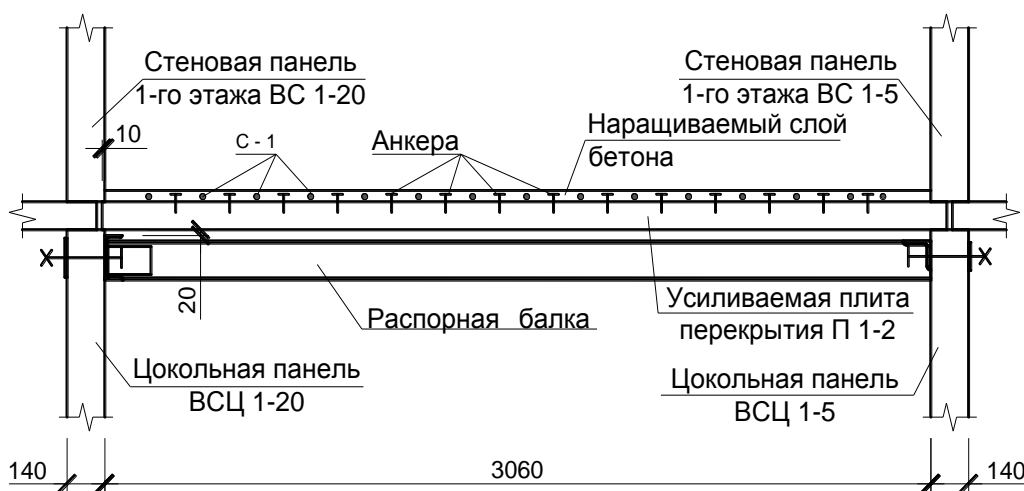 Стеновая панель
1-го этажа ВС 1-20
Стеновая панель
1-го этажа ВС 1-5
10
С - 1
Анкера
Наращиваемый слой
бетона
20
Распорная балка
Усиливаемая плита
перекрытия П 1-2
Цокольная панель
ВСЦ 1-20
Цокольная панель
ВСЦ 1-5
140
3060
140